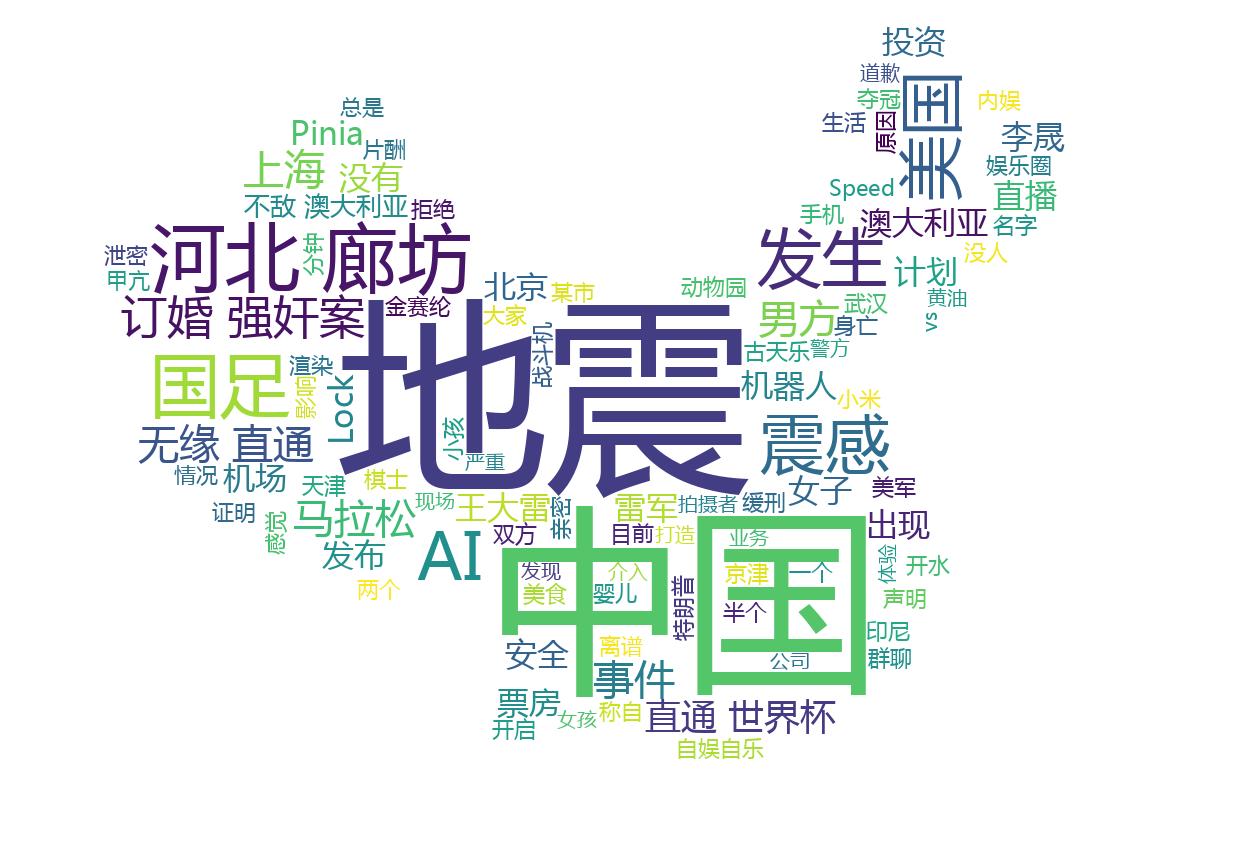 投资
道歉
美国
夺冠
内娱
总是
生活
原因
李晟
Pinia
片酬
上海
没有
娱乐圈
Speed
直播
不敌 澳大利亚
拒绝
手机
澳大利亚
名字
河北 廊坊
分钟
发生
没人
泄密
甲亢
北京
某市
动物园
计划
黄油
订婚 强奸案
金赛纶
大家
地震
男方
武汉
vs
身亡
战斗机
古天乐
警方
国足
渲染
影响
Lock
机器人
小米
无缘 直通
小孩
严重
震感
情况
机场
天津
棋士
女子
美军
证明
马拉松
现场
王大雷
亲密
雷军
拍摄者
缓刑
感觉
发布
AI
双方
中国
目前
打造
业务
出现
两个
发现
介入
京津
一个
体验
开水
美食
婴儿
特朗普
半个
声明
安全
离谱
公司
印尼
群聊
事件
票房
开启
女孩
称自
直通 世界杯
自娱自乐